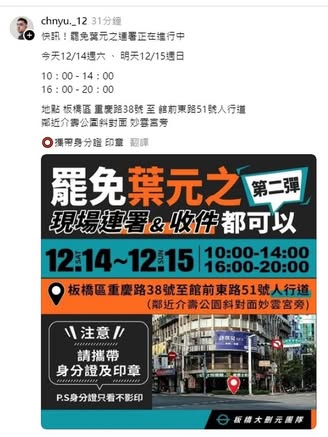 chnyu._12 31分鐘
快訊！罷免葉元之連署正在進行中
今天12/14週六 、 明天12/15週日
10：00 - 14：00
16：00 - 20：00
地點 板橋區 重慶路38號 至 館前東路51號人行道
鄰近介壽公園斜對面 妙雲宮旁
⭕攜帶身分證 印章 翻譯
罷免葉元之 第二彈
現場連署&收件都可以
12.14 SAT~12.15 SUN 10:00-14:00
16:00-20:00
板橋區重慶路38號至館前東路51號人行道
(鄰近介壽公園斜對面妙雲宮旁)
注意
請攜帶
身分證及印章
P.S身分證只看不影印
板橋大創元團隊